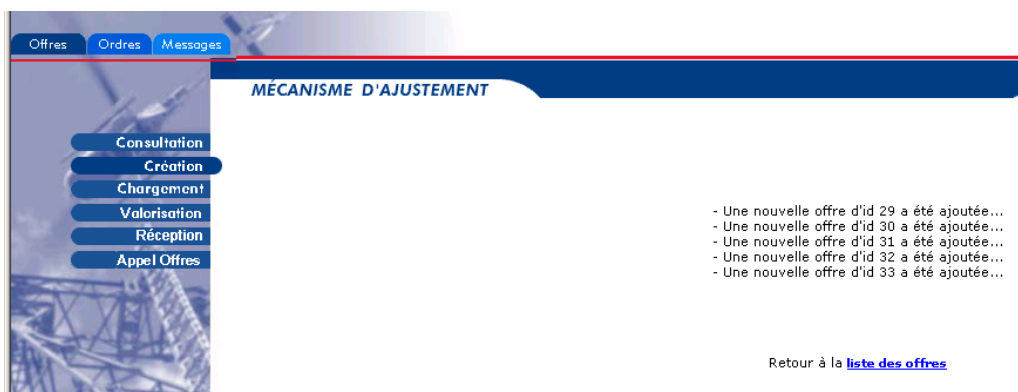 Offres Ordres Messages
MÉCANISME D'AJUSTEMENT
Consultation
Création
Chargement
Valorisation
Réception
Appel Offres
- Une nouvelle offre d'id 29 a été ajoutée...
- Une nouvelle offre d'id 30 a été ajoutée...
- Une nouvelle offre d'id 31 a été ajoutée...
- Une nouvelle offre d'id 32 a été ajoutée...
- Une nouvelle offre d'id 33 a été ajoutée...
Retour à la liste des offres